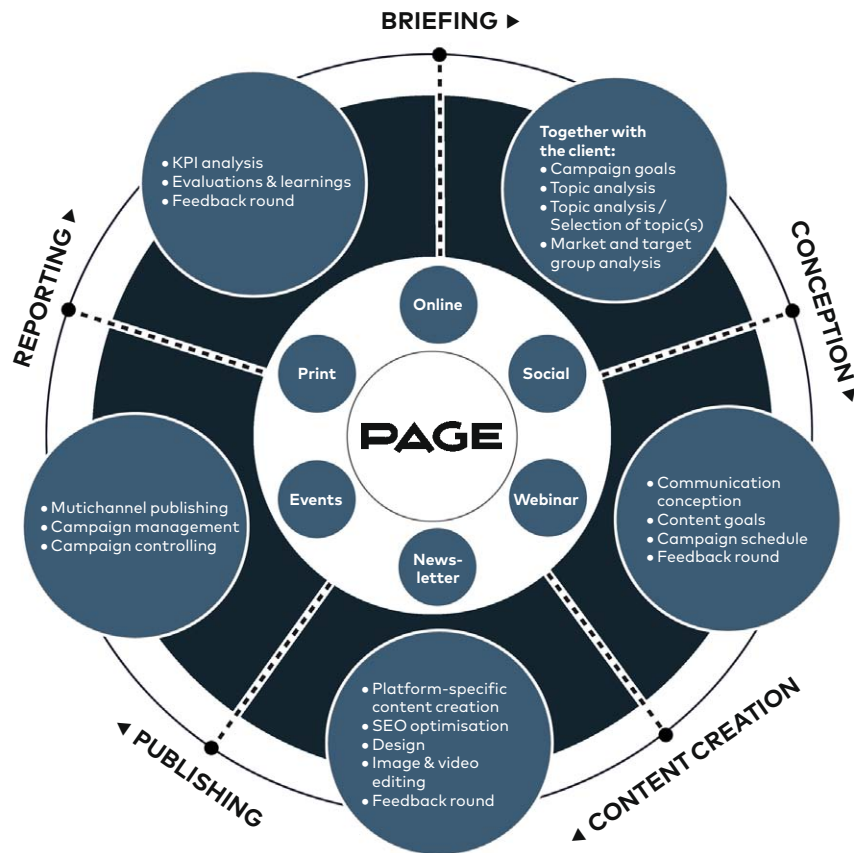 BRIEFING ►
Together with
the client:
• Campaign goals
• Topic analysis
• Topic analysis /
Selection of topic(s)
• Market and target
group analysis
CONCEPTION ►
• Communication
conception
• Content goals
• Campaign schedule
• Feedback round
◄ CONTENT CREATION
• Platform-specific
content creation
• SEO optimisation
• Design
• Image & video
editing
• Feedback round
◄ PUBLISHING
• Mutichannel publishing
• Campaign management
• Campaign controlling
REPORTING ►
• KPI analysis
• Evaluations & learnings
• Feedback round
Online
Social
Webinar
News-
letter
Events
Print
PAGE